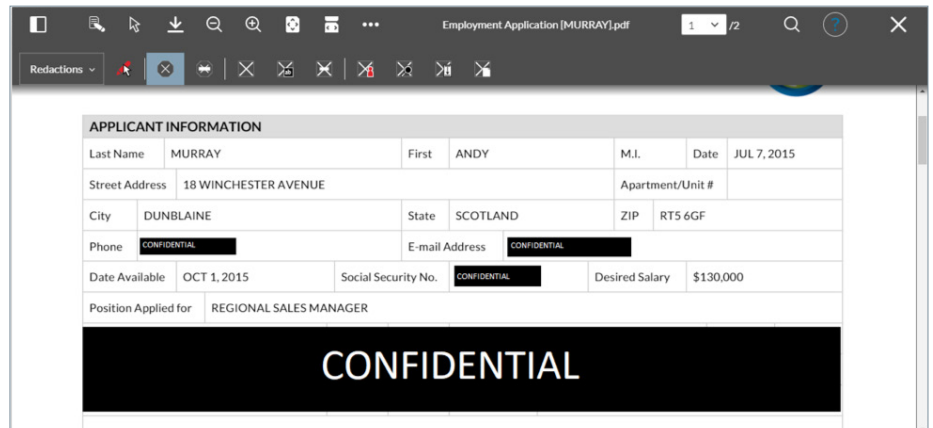 Employment Application [MURRAY].pdf 1 /2 ?
Redactions
APPLICANT INFORMATION
Last Name MURRAY First ANDY M.I. Date JUL 7, 2015
Street Address 18 WINCHESTER AVENUE Apartment/Unit #
City DUNBLAINE State SCOTLAND ZIP RT5 6GF
Phone CONFIDENTIAL E-mail Address CONFIDENTIAL
Date Available OCT 1, 2015 Social Security No. CONFIDENTIAL Desired Salary $130,000
Position Applied for REGIONAL SALES MANAGER
CONFIDENTIAL